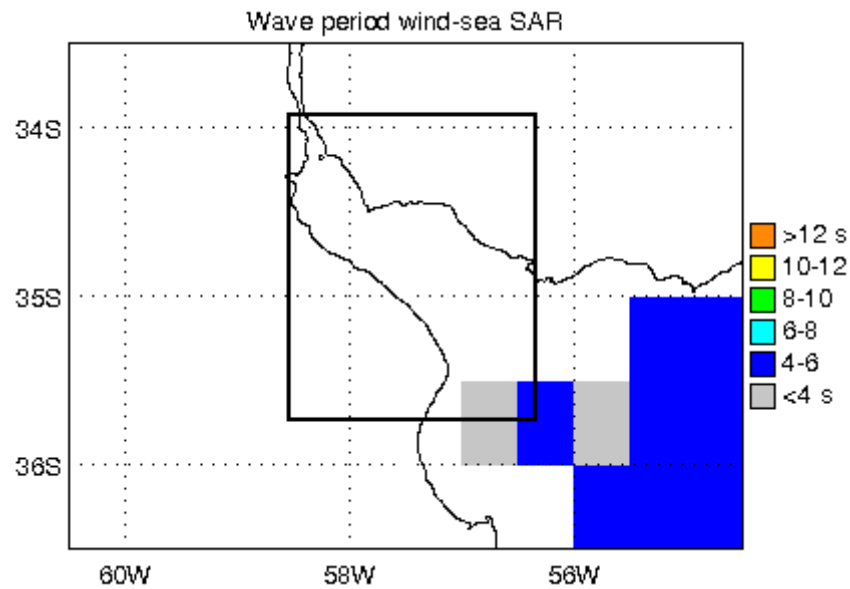 Wave period wind-sea SAR
34S
35S
36S
60W
58W
56W
>12 s
10-12
8-10
6-8
4-6
<4 s